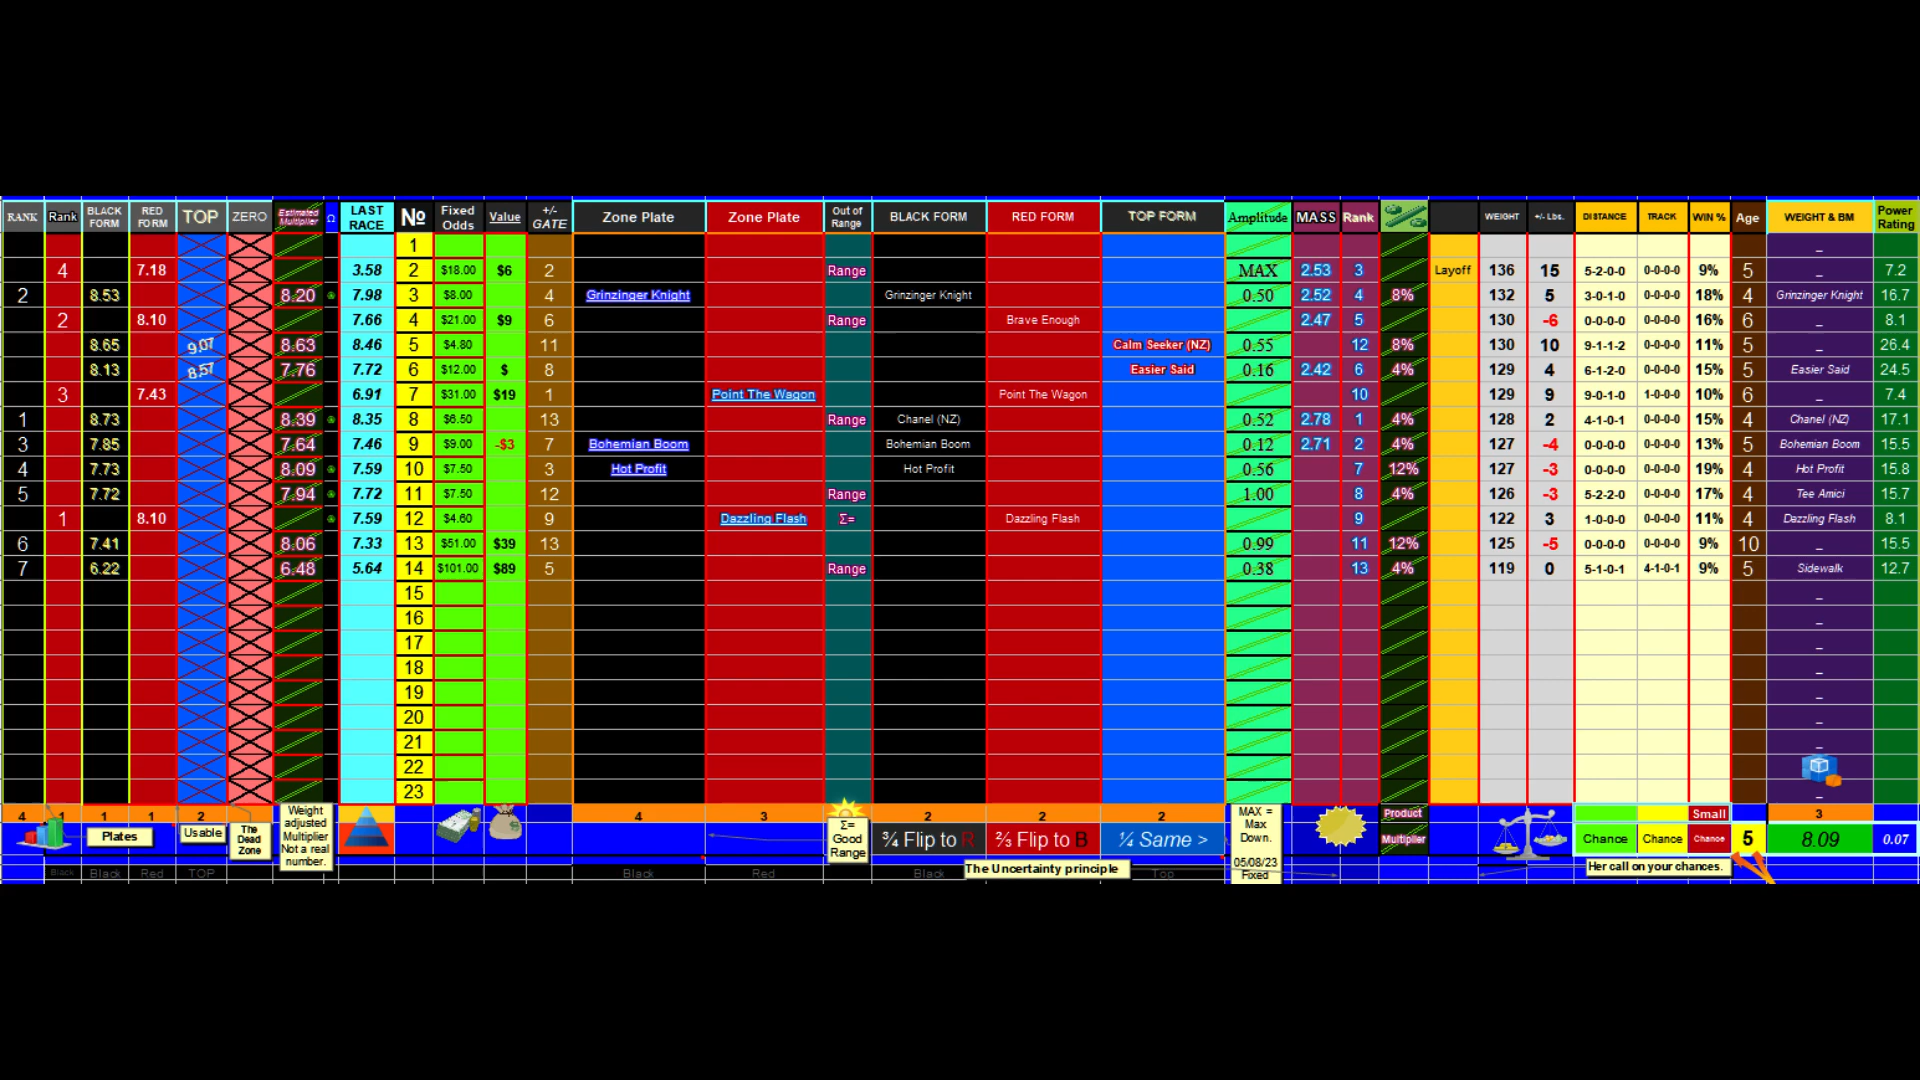 RANK Rank BLACK FORM RED FORM TOP ZERO Estimated Multiplier Ω LAST RACE № Fixed Odds Value +/- GATE Zone Plate Zone Plate Out of Range BLACK FORM RED FORM TOP FORM Amplitude MASS Rank WEIGHT +/- Lbs. DISTANCE TRACK WIN % Age WEIGHT & BM Power Rating
1 _
4 7.18 3.58 2 $18.00 $6 2 Range MAX 2.53 3 Layoff 136 15 5-2-0-0 0-0-0-0 9% 5 _ 7.2
2 8.53 8.20 7.98 3 $8.00 4 Grinzinger Knight Grinzinger Knight 0.50 2.52 4 8% 132 5 3-0-1-0 0-0-0-0 18% 4 Grinzinger Knight 16.7
2 8.10 7.66 4 $21.00 $9 6 Range Brave Enough 2.47 5 130 -6 0-0-0-0 0-0-0-0 16% 6 _ 8.1
8.65 9.07 8.63 8.46 5 $4.80 11 Calm Seeker (NZ) 0.55 12 8% 130 10 9-1-1-2 0-0-0-0 11% 5 _ 26.4
8.13 8.57 7.76 7.72 6 $12.00 $ 8 Easier Said 0.16 2.42 6 4% 129 4 6-1-2-0 0-0-0-0 15% 5 Easier Said 24.5
3 7.43 6.91 7 $31.00 $19 1 Point The Wagon Point The Wagon 10 129 9 9-0-1-0 1-0-0-0 10% 6 _ 7.4
1 8.73 8.39 8.35 8 $6.50 13 Range Chanel (NZ) 0.52 2.78 1 4% 128 2 4-1-0-1 0-0-0-0 15% 4 Chanel (NZ) 17.1
3 7.85 7.64 7.46 9 $9.00 -$3 7 Bohemian Boom Bohemian Boom 0.12 2.71 2 4% 127 -4 0-0-0-0 0-0-0-0 13% 5 Bohemian Boom 15.5
4 7.73 8.09 7.59 10 $7.50 3 Hot Profit Hot Profit 0.56 7 12% 127 -3 0-0-0-0 0-0-0-0 19% 4 Hot Profit 15.8
5 7.72 7.94 7.72 11 $7.50 12 Range 1.00 8 4% 126 -3 5-2-2-0 0-0-0-0 17% 4 Tee Amici 15.7
1 8.10 7.59 12 $4.60 9 Dazzling Flash Σ= Dazzling Flash 9 122 3 1-0-0-0 0-0-0-0 11% 4 Dazzling Flash 8.1
6 7.41 8.06 7.33 13 $51.00 $39 13 0.99 11 12% 125 -5 0-0-0-0 0-0-0-0 9% 10 _ 15.5
7 6.22 6.48 5.64 14 $101.00 $89 5 Range 0.38 13 4% 119 0 5-1-0-1 4-1-0-1 9% 5 Sidewalk 12.7
15 _
16 _
17 _
18 _
19 _
20 _
21 _
22
23 _
4 1 1 1 2 4 3 2 2 2 Product Small 3
Plates Usable The Dead Zone Weight adjusted Multiplier Not a real number. Σ= Good Range ¾ Flip to R ⅔ Flip to B ¼ Same > MAX = Max Down. 05/08/23 Fixed Multiplier Chance Chance Chance 5 8.09 0.07
The Uncertainty principle Her call on your chances.
Black Black Red TOP Black Red Black Top